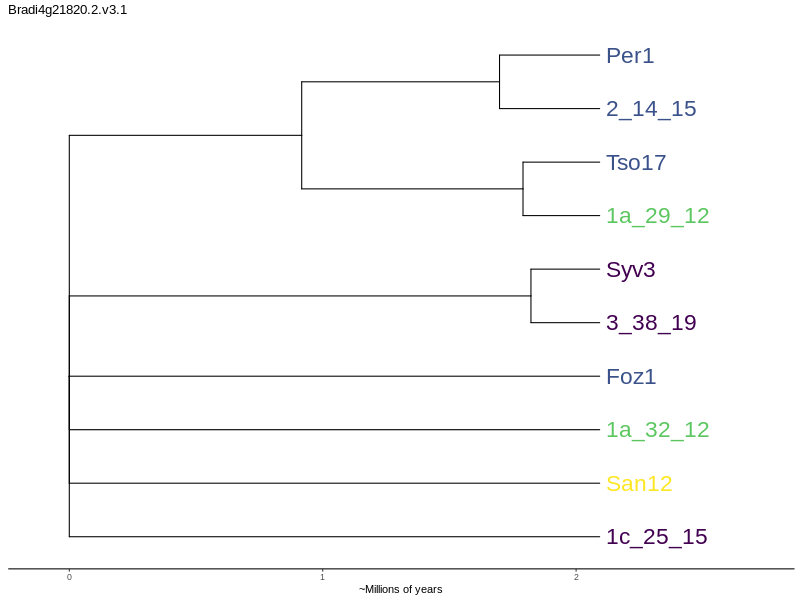 Bradi4g21820.2.v3.1
Per1
2_14_15
Tso17
1a_29_12
Syv3
3_38_19
Foz1
1a_32_12
San12
1c_25_15
0 1 2
~Millions of years